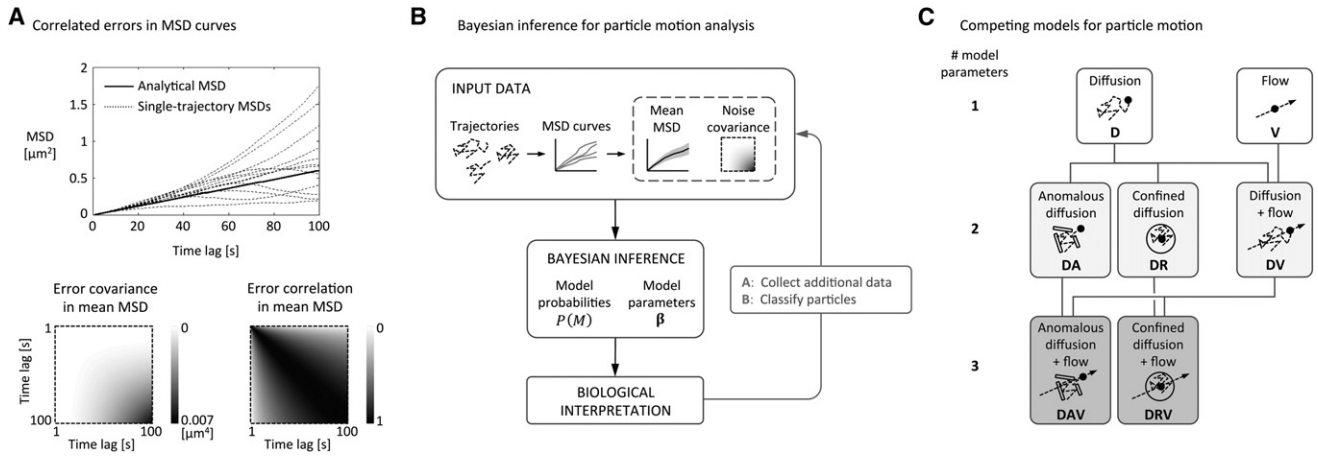 A Correlated errors in MSD curves
2
1.5
1
0.5
0
MSD
[µm²]
Analytical MSD
Single-trajectory MSDs
0 20 40 60 80 100
Time lag [s]
Error covariance
in mean MSD
1
100
Time lag [s]
1 100
Time lag [s]
0
0.007
[µm⁴]
Error correlation
in mean MSD
1 100
Time lag [s]
0
1
B Bayesian inference for particle motion analysis
INPUT DATA
Trajectories
MSD curves
Mean
MSD
Noise
covariance
BAYESIAN INFERENCE
Model
probabilities
P(M)
Model
parameters
β
A: Collect additional data
B: Classify particles
BIOLOGICAL
INTERPRETATION
C Competing models for particle motion
# model
parameters
1
Diffusion
D
Flow
V
2
Anomalous
diffusion
DA
Confined
diffusion
DR
Diffusion
+ flow
DV
3
Anomalous
diffusion
+ flow
DAV
Confined
diffusion
+ flow
DRV